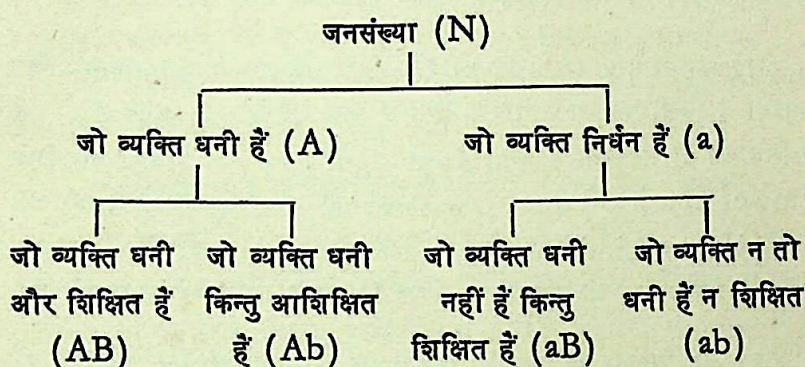 जनसंख्या (N)
जो व्यक्ति धनी हैं (A)
जो व्यक्ति निर्धन हैं (a)
जो व्यक्ति धनी
और शिक्षित हैं
(AB)
जो व्यक्ति धनी
किन्तु आशिक्षित
हैं (Ab)
जो व्यक्ति धनी
नहीं हैं किन्तु
शिक्षित हैं (aB)
जो व्यक्ति न तो
धनी हैं न शिक्षित
(ab)